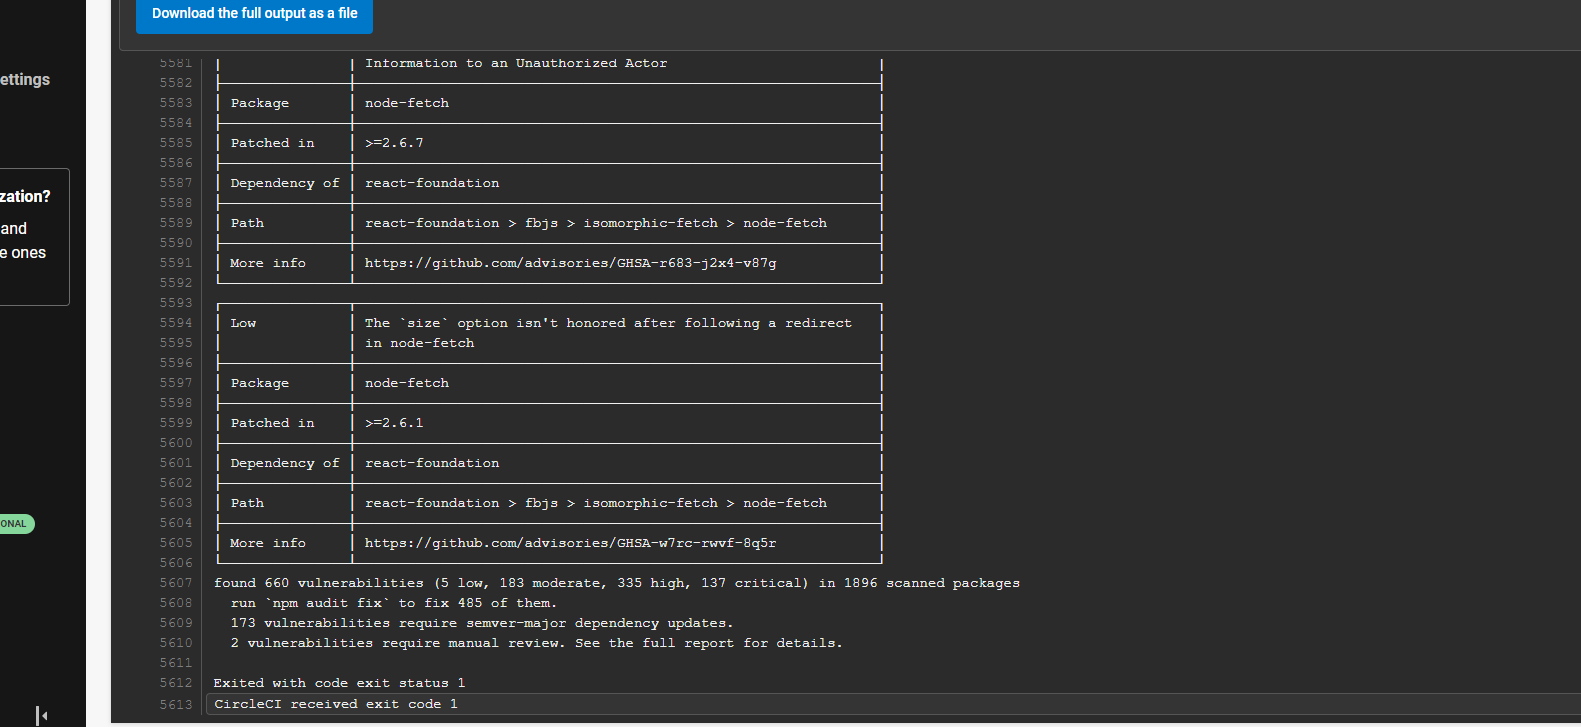 Download the full output as a file
ettings
zation?
and
e ones
ONAL
5581 Information to an Unauthorized Actor
5582
5583 Package node-fetch
5584
5585 Patched in >=2.6.7
5586
5587 Dependency of react-foundation
5588
5589 Path react-foundation > fbjs > isomorphic-fetch > node-fetch
5590
5591 More info https://github.com/advisories/GHSA-r683-j2x4-v87g
5592
5593
5594 Low The `size` option isn't honored after following a redirect
5595 in node-fetch
5596
5597 Package node-fetch
5598
5599 Patched in >=2.6.1
5600
5601 Dependency of react-foundation
5602
5603 Path react-foundation > fbjs > isomorphic-fetch > node-fetch
5604
5605 More info https://github.com/advisories/GHSA-w7rc-rwvf-8q5r
5606
5607 found 660 vulnerabilities (5 low, 183 moderate, 335 high, 137 critical) in 1896 scanned packages
5608 run `npm audit fix` to fix 485 of them.
5609 173 vulnerabilities require semver-major dependency updates.
5610 2 vulnerabilities require manual review. See the full report for details.
5611
5612 Exited with code exit status 1
5613 CircleCI received exit code 1